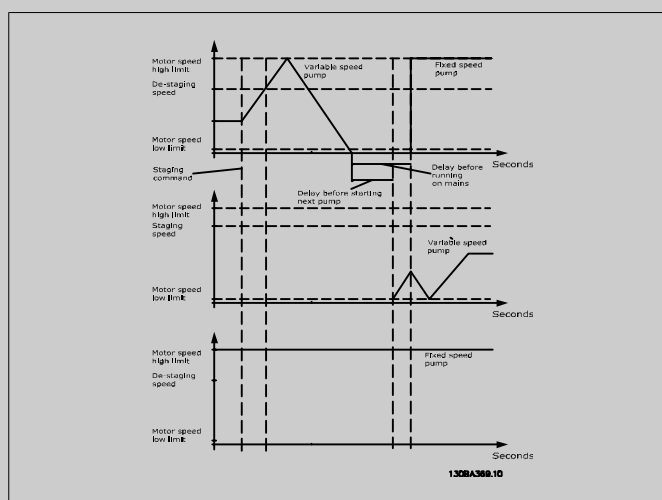 Motor speed
high limit
Variable speed
pump
Fixed speed
pump
De-staging
speed
Motor speed
low limit
Seconds
Staging
command
Delay before
running
on mains
Delay before starting
next pump
Motor speed
high limit
Staging
speed
Variable speed
pump
Motor speed
low limit
Seconds
Motor speed
high limit
Fixed speed
pump
De-staging
speed
Motor speed
low limit
Seconds
130BA369.10